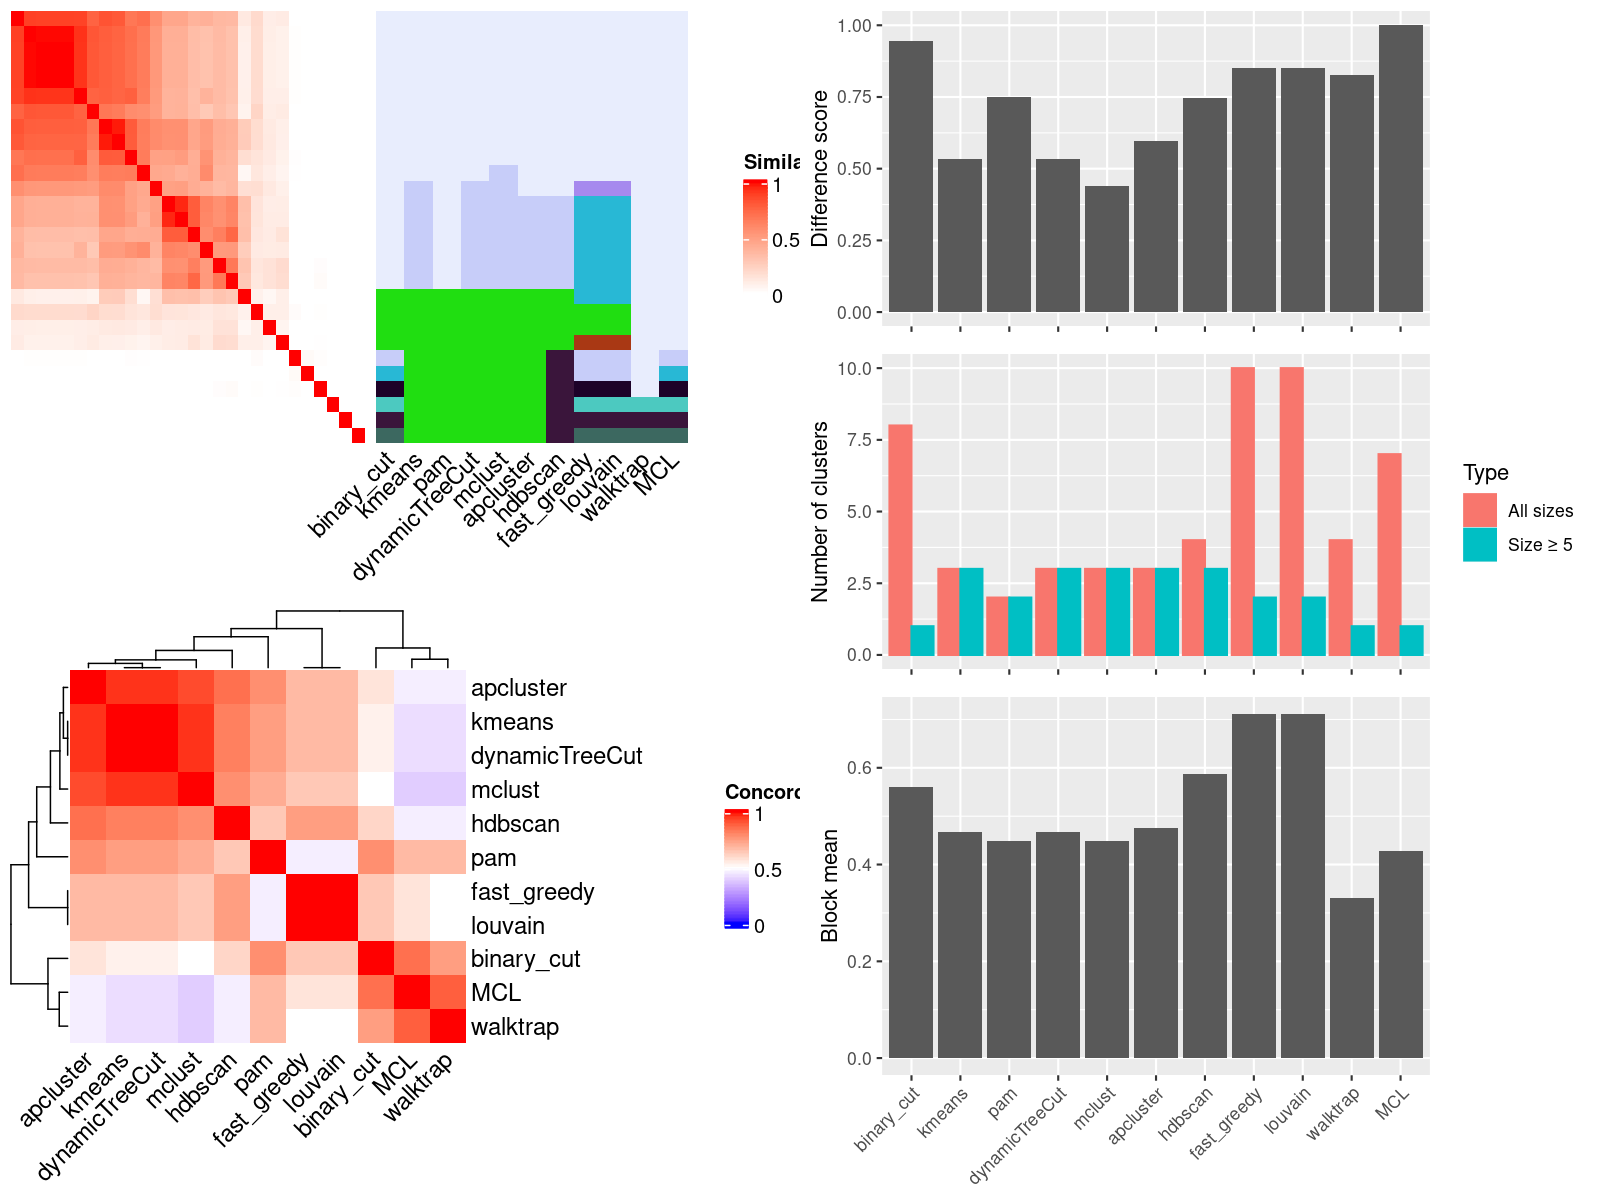 Simila
1
0.5
0
binary_cut
kmeans
pam
dynamicTreeCut
mclust
apcluster
hdbscan
fast_greedy
louvain
walktrap
MCL
apcluster
kmeans
dynamicTreeCut
mclust
hdbscan
pam
fast_greedy
louvain
binary_cut
MCL
walktrap
Concord
1
0.5
0
apcluster
kmeans
dynamicTreeCut
mclust
hdbscan
pam
fast_greedy
louvain
binary_cut
MCL
walktrap
Difference score
1.00
0.75
0.50
0.25
0.00
Number of clusters
10.0
7.5
5.0
2.5
0.0
Type
All sizes
Size ≥ 5
Block mean
0.6
0.4
0.2
0.0
binary_cut
kmeans
pam
dynamicTreeCut
mclust
apcluster
hdbscan
fast_greedy
louvain
walktrap
MCL